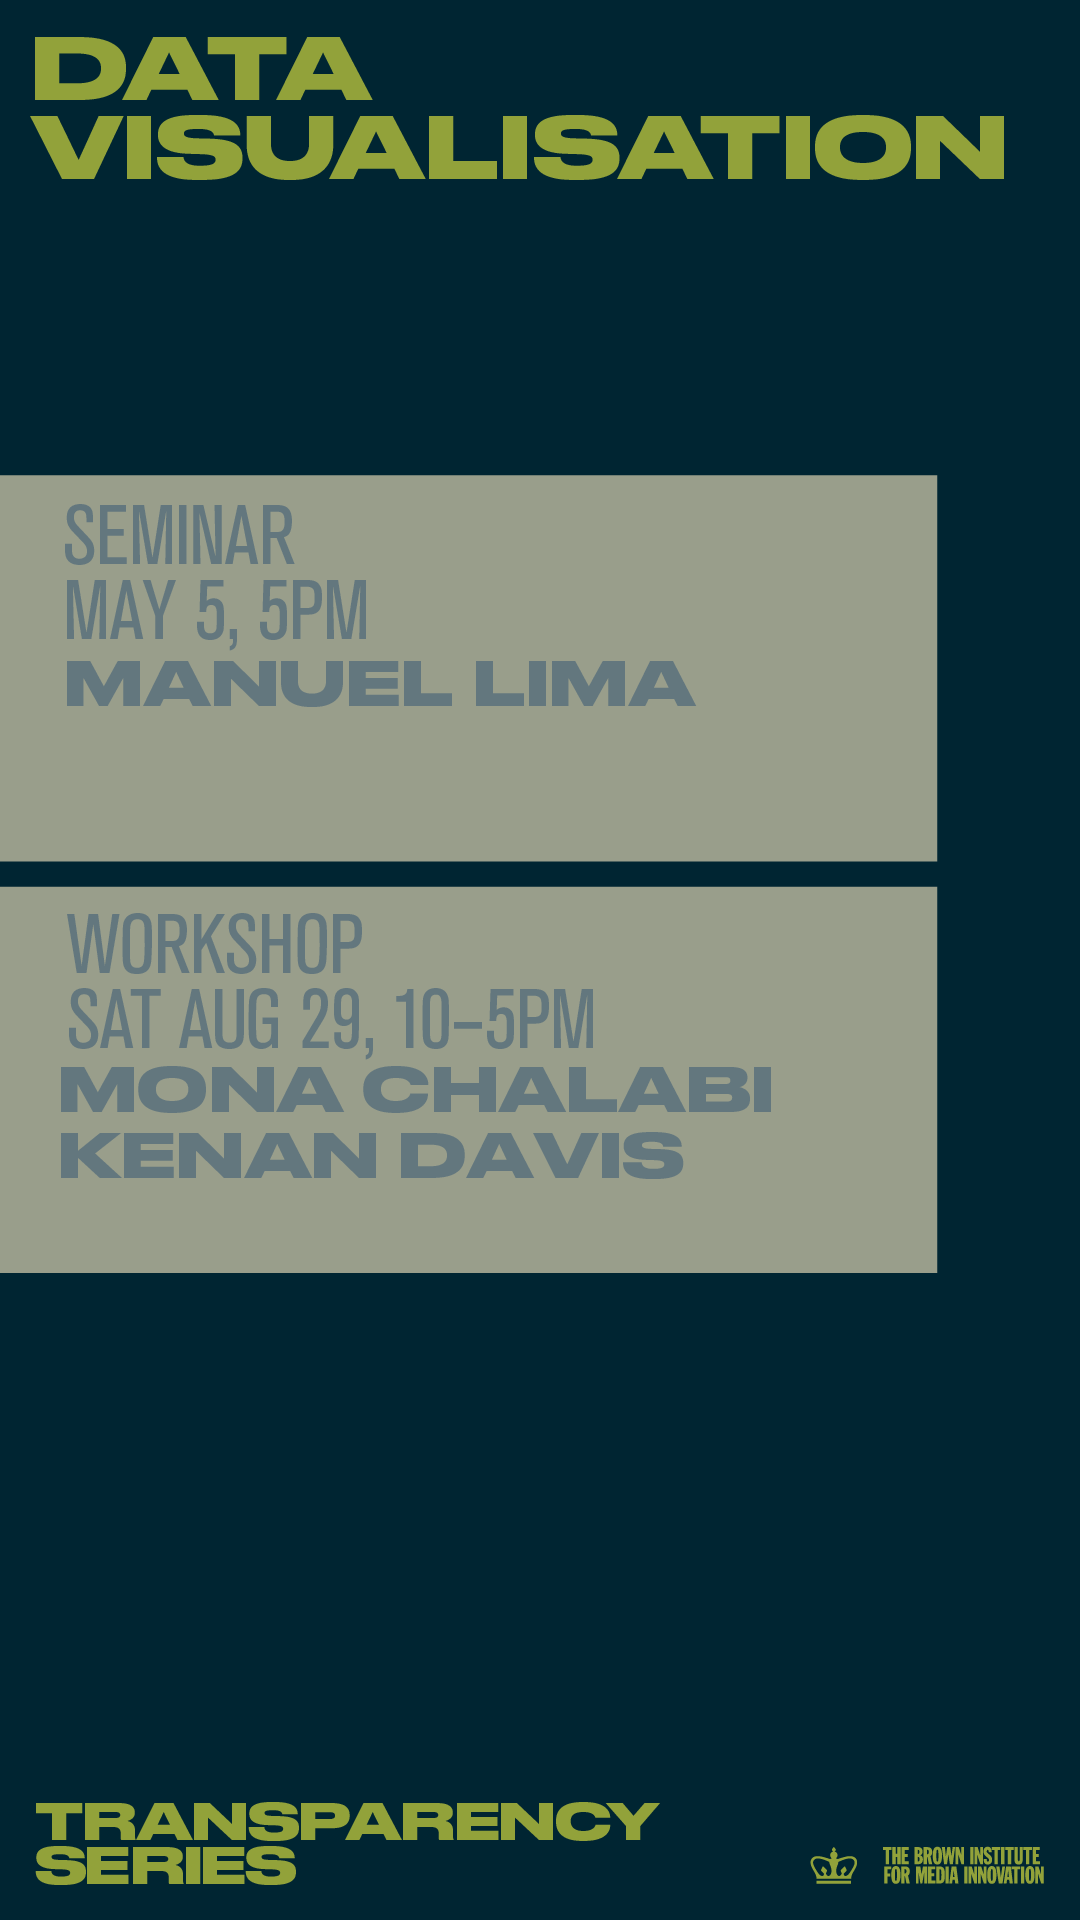 DATA
VISUALISATION
SEMINAR
MAY 5, 5PM
MANUEL LIMA
WORKSHOP
SAT AUG 29, 10–5PM
MONA CHALABI
KENAN DAVIS
TRANSPARENCY
SERIES
THE BROWN INSTITUTE
FOR MEDIA INNOVATION